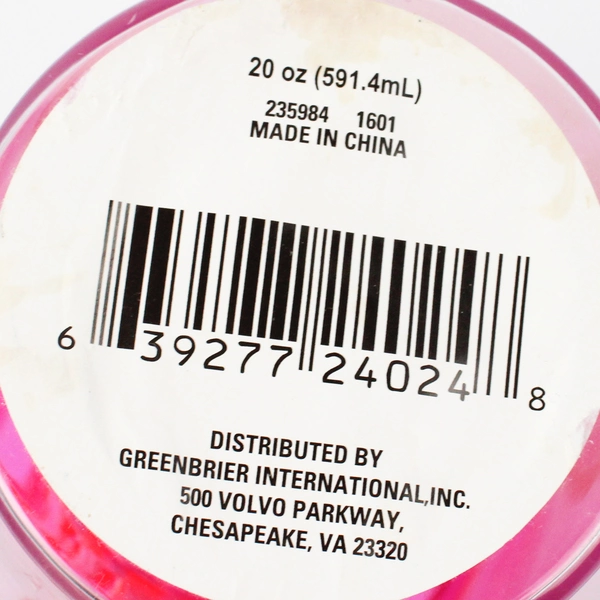 20 oz (591.4mL)
235984 1601
MADE IN CHINA
6 39277 24024 8
DISTRIBUTED BY
GREENBRIER INTERNATIONAL,INC.
500 VOLVO PARKWAY,
CHESAPEAKE, VA 23320